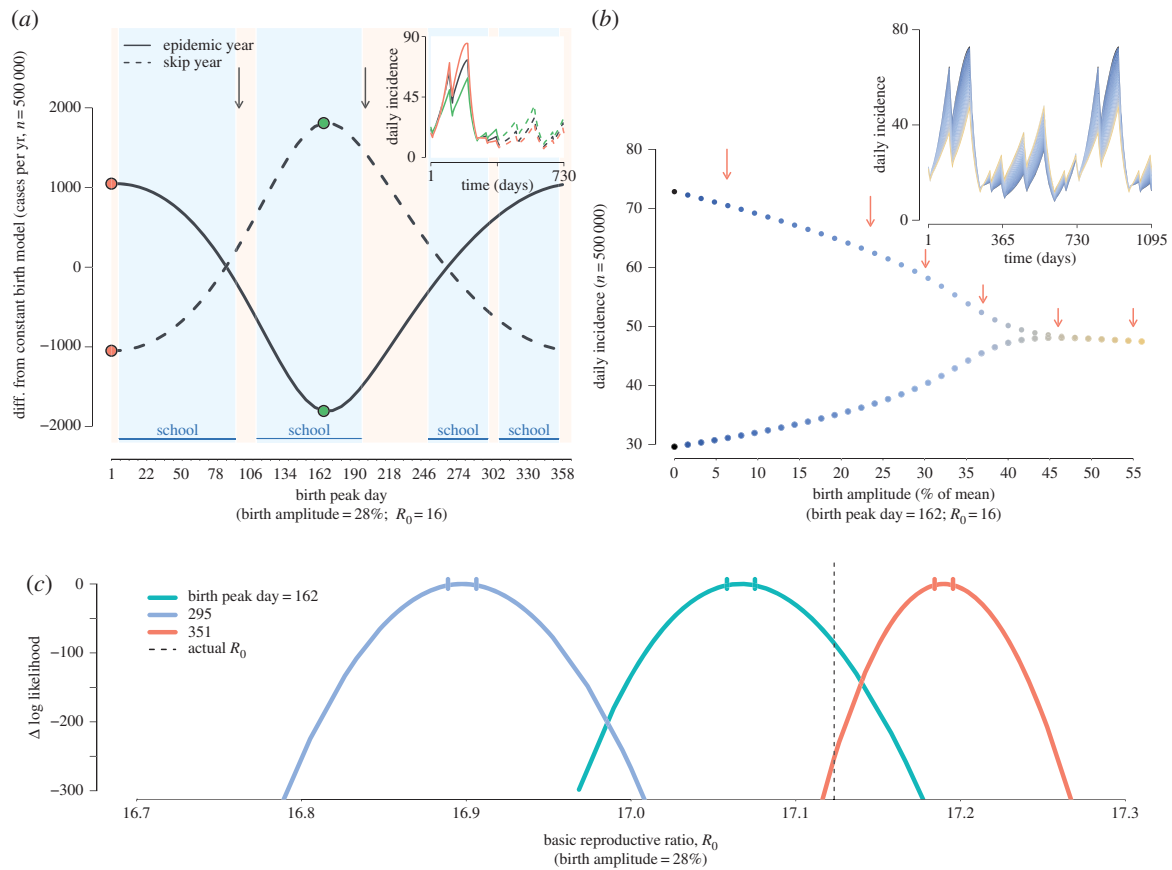 (a)
diff. from constant birth model (cases per yr, n = 500 000)
2000
1000
0
−1000
−2000
epidemic year
skip year
school
school
school
school
1 22 50 78 106 134 162 190 218 246 274 302 330 358
birth peak day
(birth amplitude = 28%; R0 = 16)
daily incidence
90
45
0
1 730
time (days)
(b)
daily incidence (n = 500 000)
80
70
60
50
40
30
0 5 10 15 20 25 30 35 40 45 50 55
birth amplitude (% of mean)
(birth peak day = 162; R0 = 16)
daily incidence
80
40
0
1 365 730 1095
time (days)
(c)
Δ log likelihood
0
−100
−200
−300
birth peak day = 162
295
351
actual R0
16.7 16.8 16.9 17.0 17.1 17.2 17.3
basic reproductive ratio, R0
(birth amplitude = 28%)